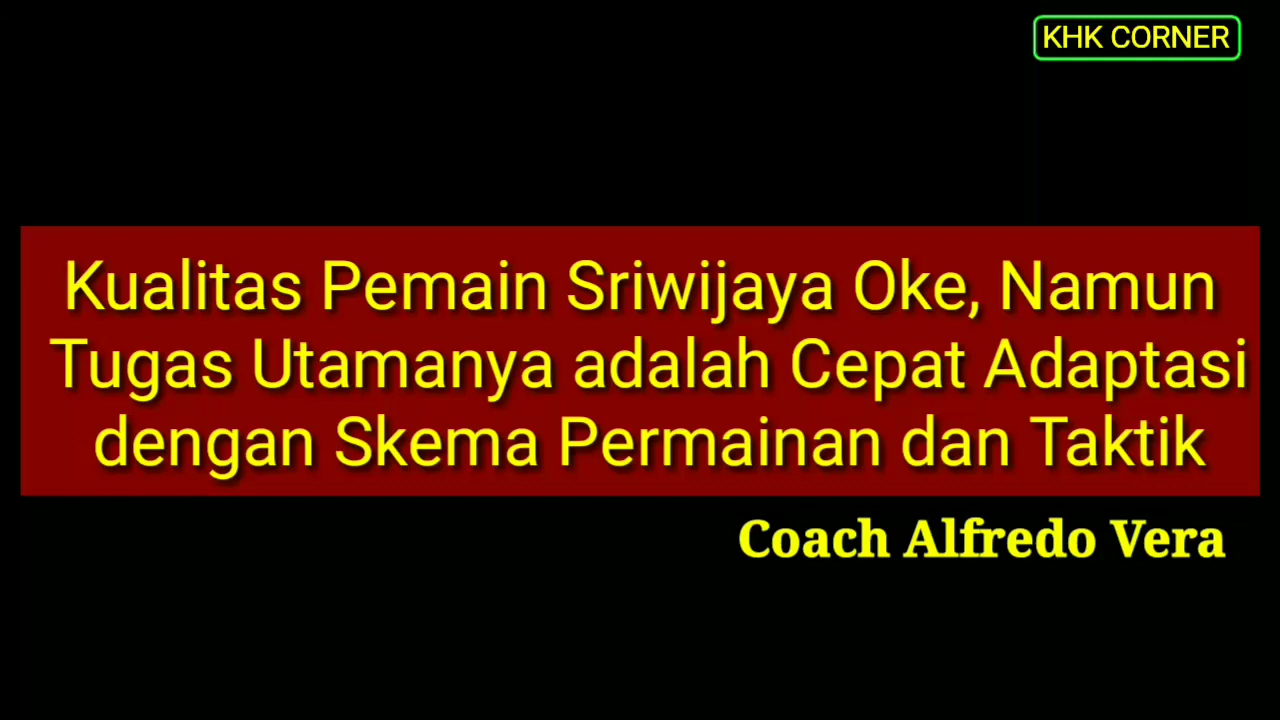 KHK CORNER
Kualitas Pemain Sriwijaya Oke, Namun
Tugas Utamanya adalah Cepat Adaptasi
dengan Skema Permainan dan Taktik
Coach Alfredo Vera